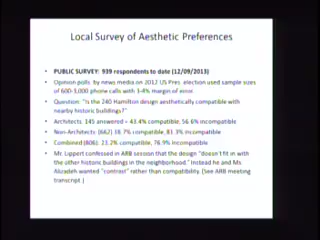 Local Survey of Aesthetic Preferences
• PUBLIC SURVEY: 939 respondents to date (12/09/2013)
• Opinion polls by news media on 2012 US Pres election used sample sizes
of 600-1,000 phone calls with 1-4% margin of error
• Question: "Is the 240 Hamilton design aesthetically compatible with
nearby historic buildings?"
• Architects: 145 answered = 43.4% compatible, 56.6% incompatible
• Non-Architects: (662) 18.7% compatible, 81.3% incompatible
• Combined (806): 23.2% compatible, 76.9% incompatible
• Mr. Lippert confessed in ARB session that the design "doesn't fit in with
the other historic buildings in the neighborhood." Instead he and Ms
Alizadeh wanted "contrast" rather than compatibility. (see ARB meeting
transcript )